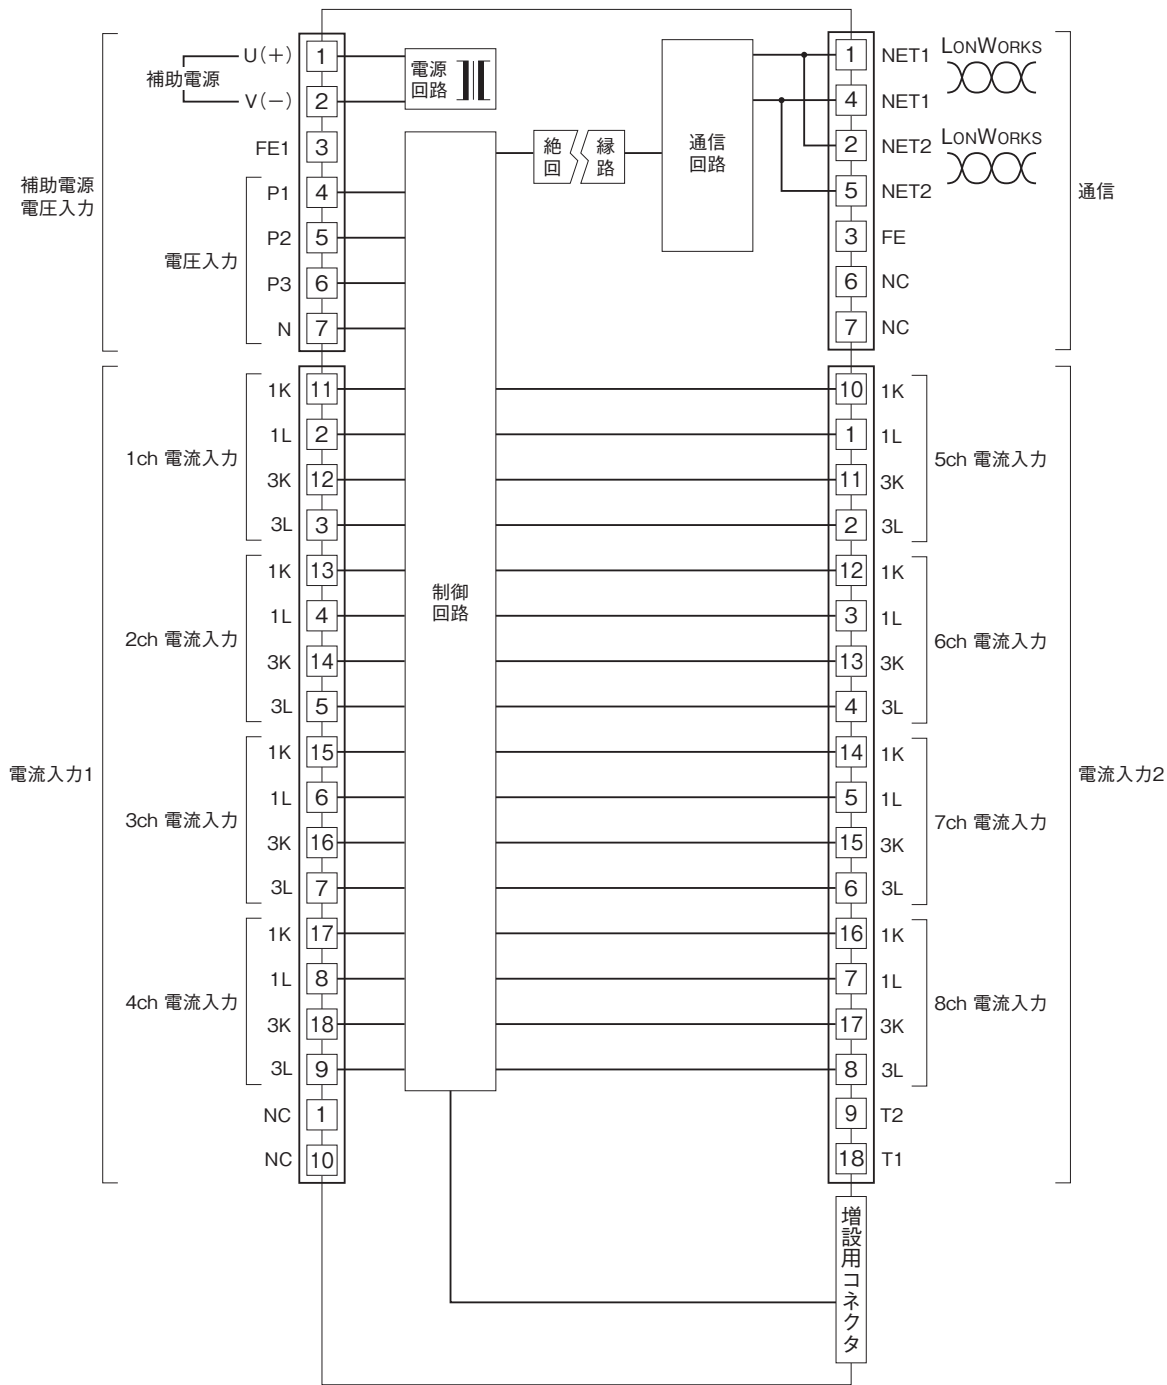 補助電源
電圧入力
補助電源
U(+)
1
V(−)
2
FE1
3
電圧入力
P1
4
P2
5
P3
6
N
7
電流入力1
1ch 電流入力
1K
11
1L
2
3K
12
3L
3
2ch 電流入力
1K
13
1L
4
3K
14
3L
5
3ch 電流入力
1K
15
1L
6
3K
16
3L
7
4ch 電流入力
1K
17
1L
8
3K
18
3L
9
NC
1
NC
10
電源
回路
制御
回路
絶縁
回路
通信
回路
1
NET1
LONWORKS
4
NET1
2
NET2
LONWORKS
5
NET2
3
FE
6
NC
7
NC
通信
10
1K
1
1L
11
3K
2
3L
5ch 電流入力
12
1K
3
1L
13
3K
4
3L
6ch 電流入力
14
1K
5
1L
15
3K
6
3L
7ch 電流入力
16
1K
7
1L
17
3K
8
3L
8ch 電流入力
9
T2
18
T1
電流入力2
増設用コネクタ